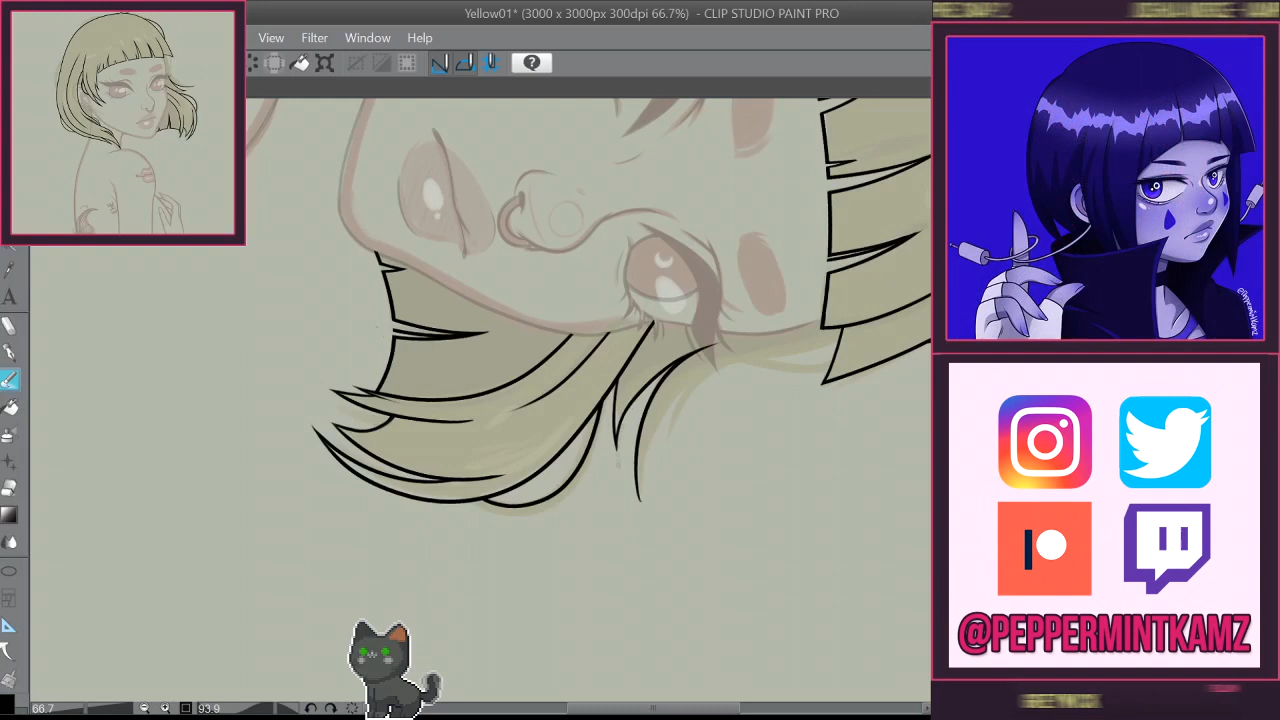 Yellow01* (3000 x 3000px 300dpi 66.7%) - CLIP STUDIO PAINT PRO
View Filter Window Help
A
66.7
93.9
@PEPPERMINTKAMZ